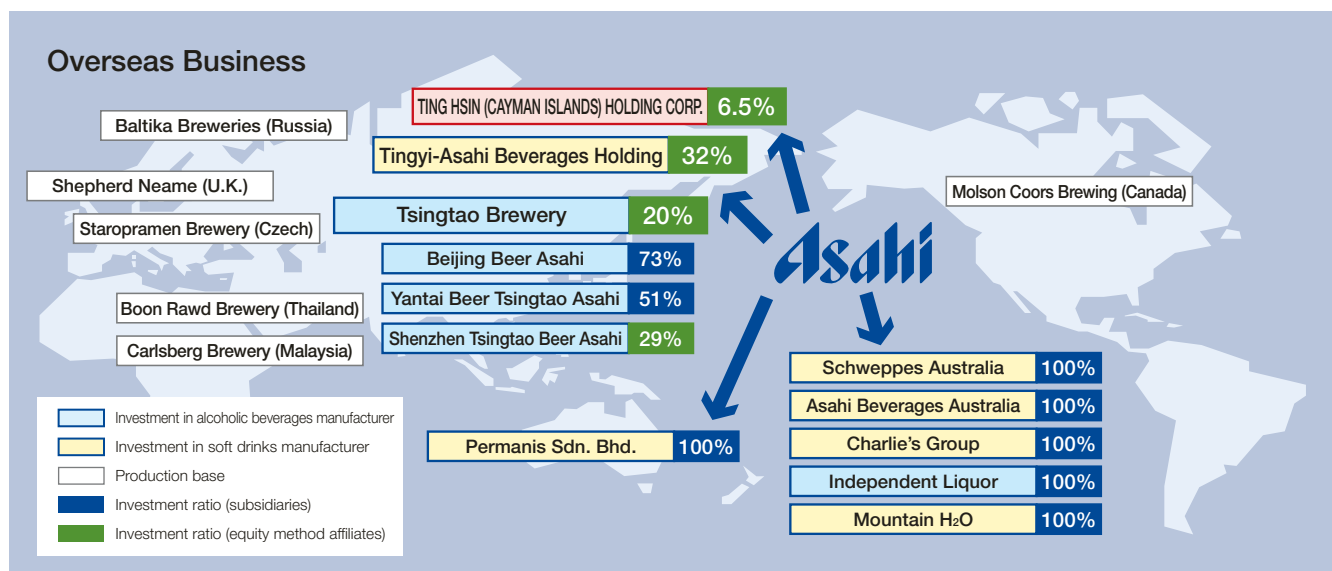 Overseas Business
TING HSIN (CAYMAN ISLANDS) HOLDING CORP. 6.5%
Baltika Breweries (Russia)
Tingyi-Asahi Beverages Holding 32%
Shepherd Neame (U.K.)
Molson Coors Brewing (Canada)
Tsingtao Brewery 20%
Staropramen Brewery (Czech)
Asahi
Beijing Beer Asahi 73%
Yantai Beer Tsingtao Asahi 51%
Boon Rawd Brewery (Thailand)
Shenzhen Tsingtao Beer Asahi 29%
Carlsberg Brewery (Malaysia)
Schweppes Australia 100%
Asahi Beverages Australia 100%
Charlie's Group 100%
Independent Liquor 100%
Mountain H₂O 100%
Permanis Sdn. Bhd. 100%
Investment in alcoholic beverages manufacturer
Investment in soft drinks manufacturer
Production base
Investment ratio (subsidiaries)
Investment ratio (equity method affiliates)